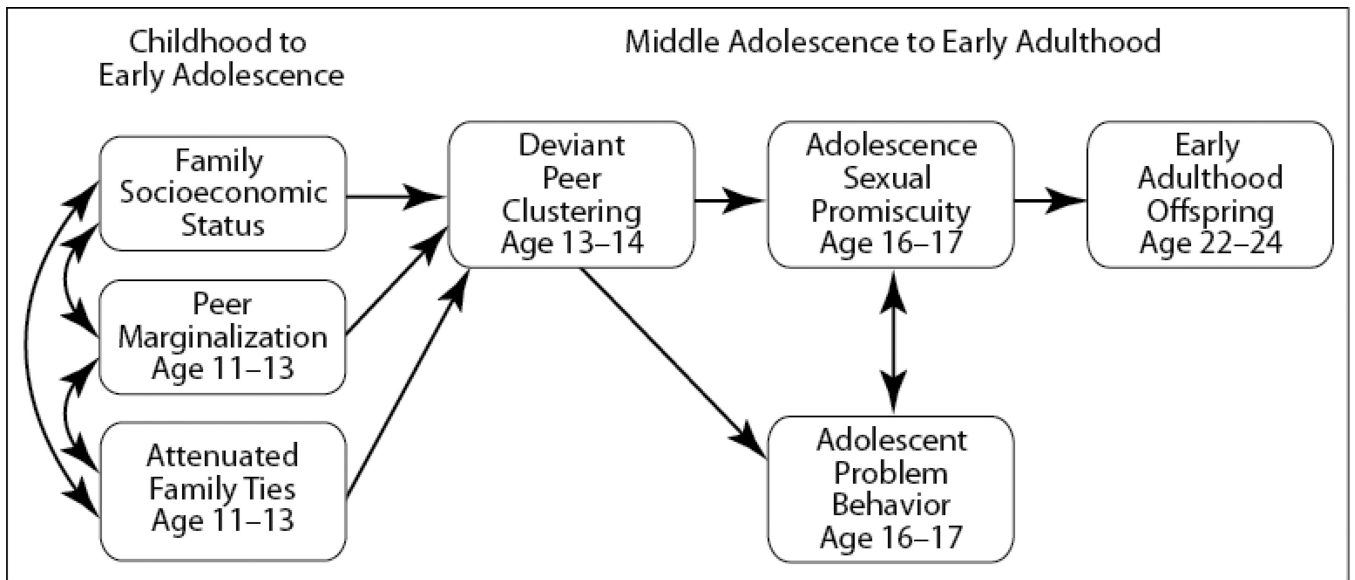 Childhood to
Early Adolescence
Middle Adolescence to Early Adulthood
Family
Socioeconomic
Status
Peer
Marginalization
Age 11–13
Attenuated
Family Ties
Age 11–13
Deviant
Peer
Clustering
Age 13–14
Adolescence
Sexual
Promiscuity
Age 16–17
Adolescent
Problem
Behavior
Age 16–17
Early
Adulthood
Offspring
Age 22–24